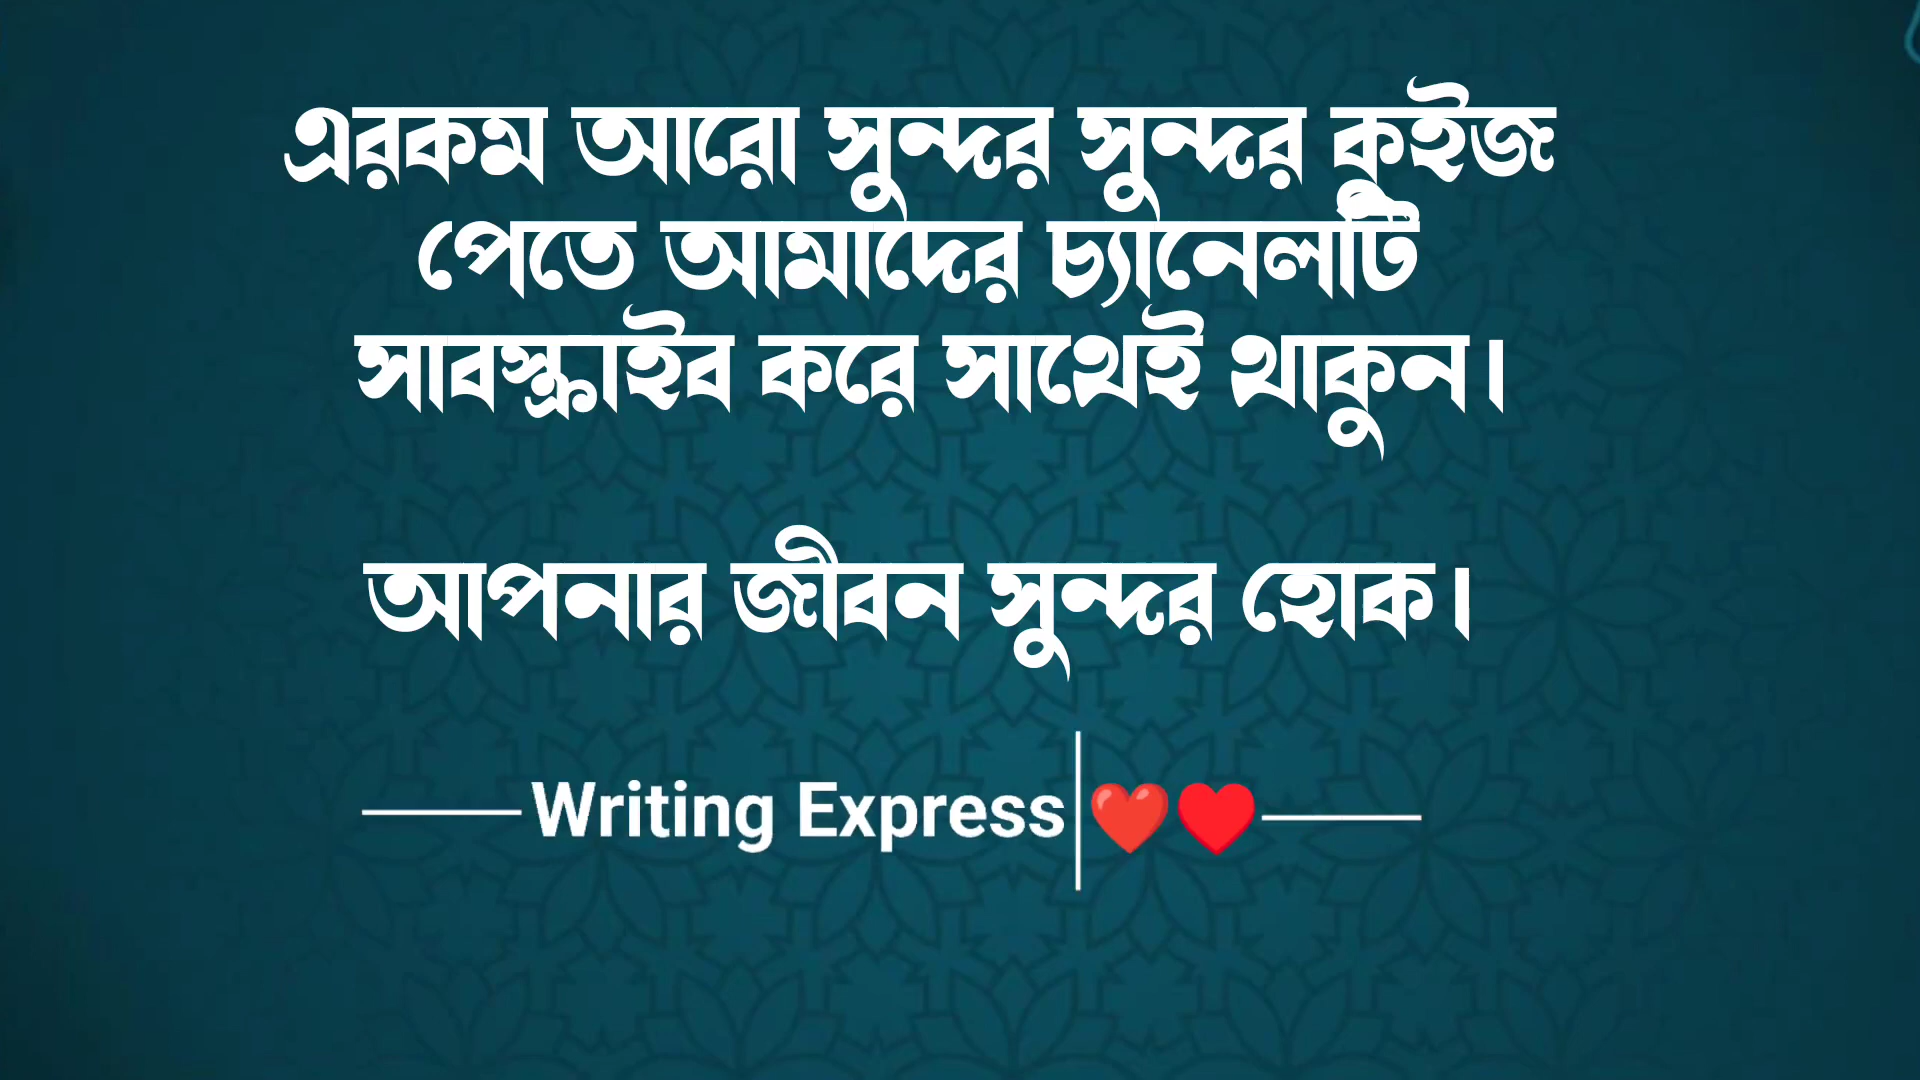 এরকম আরো সুন্দর সুন্দর কুইজ
পেতে আমাদের চ্যানেলটি
সাবস্ক্রাইব করে সাথেই থাকুন।
আপনার জীবন সুন্দর হোক।
Writing Express ❤️♥️